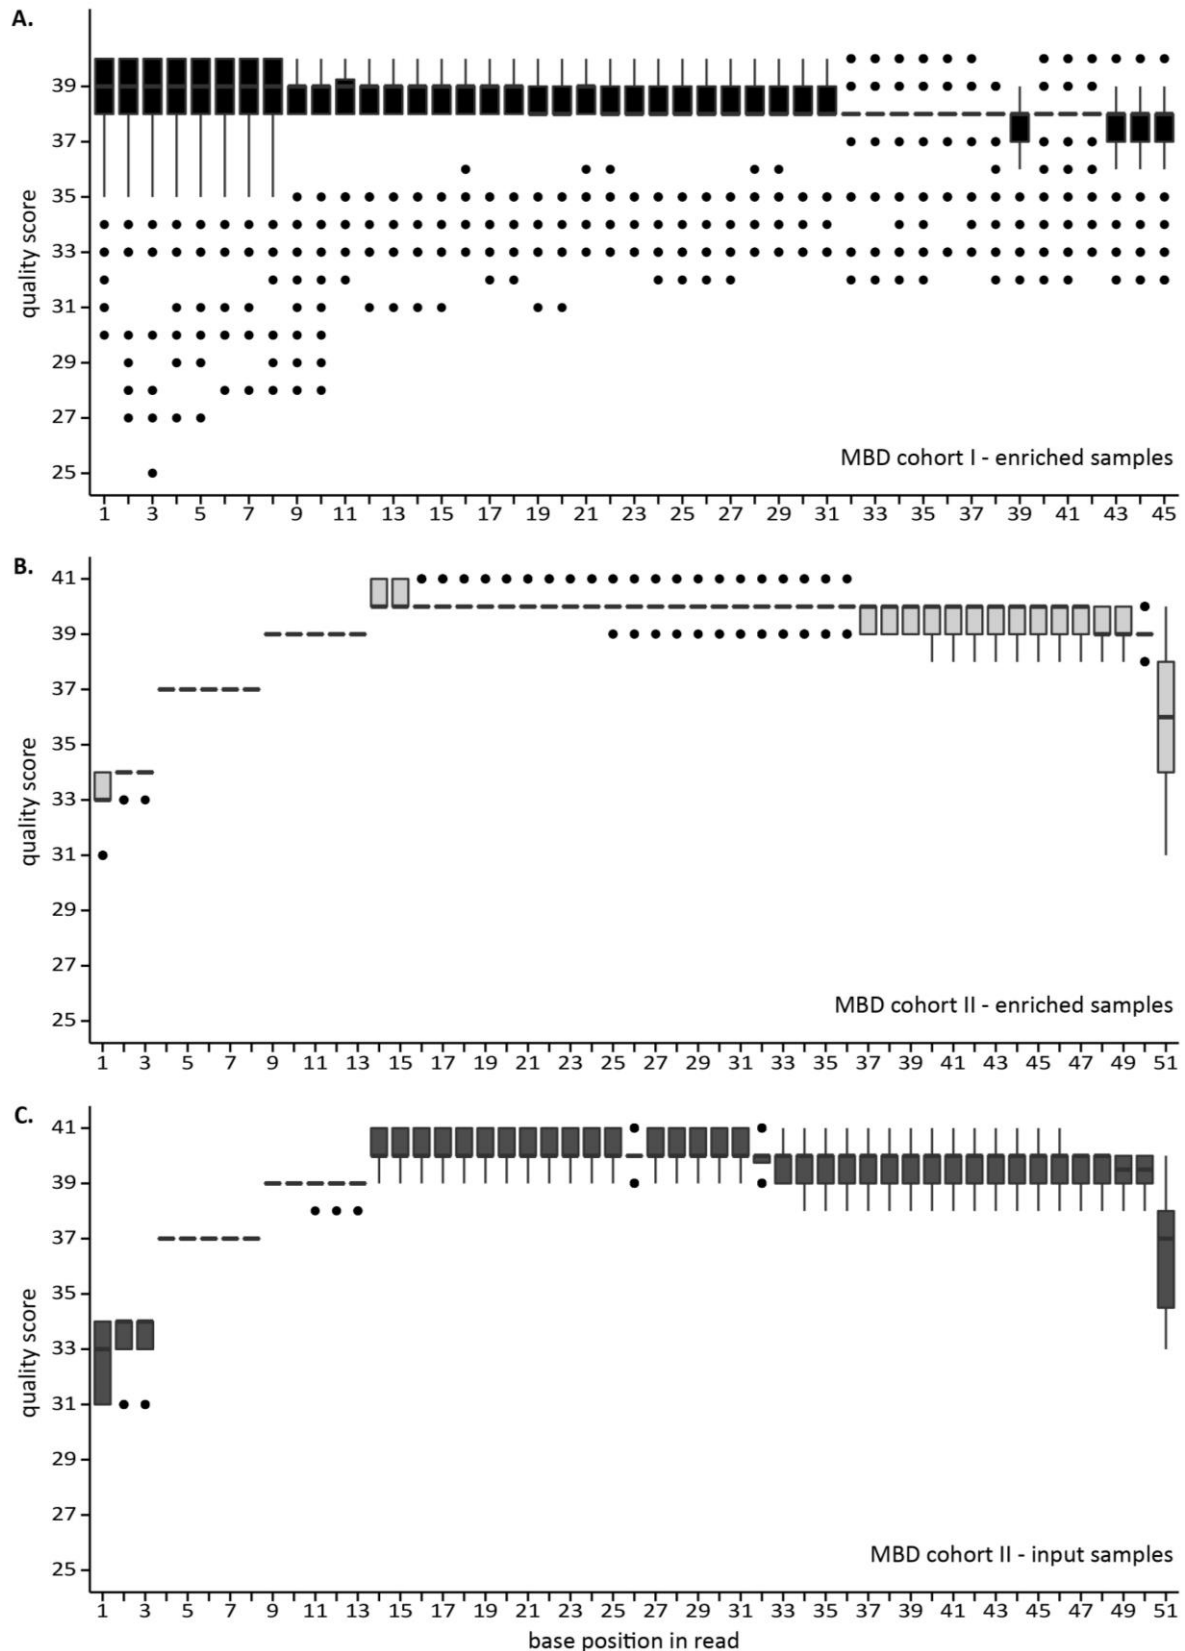 A.
quality score
39
37
35
33
31
29
27
25
MBD cohort I - enriched samples
1 3 5 7 9 11 13 15 17 19 21 23 25 27 29 31 33 35 37 39 41 43 45
B.
quality score
41
39
37
35
33
31
29
27
25
MBD cohort II - enriched samples
1 3 5 7 9 11 13 15 17 19 21 23 25 27 29 31 33 35 37 39 41 43 45 47 49 51
C.
quality score
41
39
37
35
33
31
29
27
25
MBD cohort II - input samples
1 3 5 7 9 11 13 15 17 19 21 23 25 27 29 31 33 35 37 39 41 43 45 47 49 51
base position in read